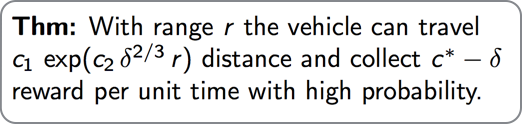 Thm: With range r the vehicle can travel
c₁ exp(c₂ δ^{2/3} r) distance and collect c* − δ
reward per unit time with high probability.